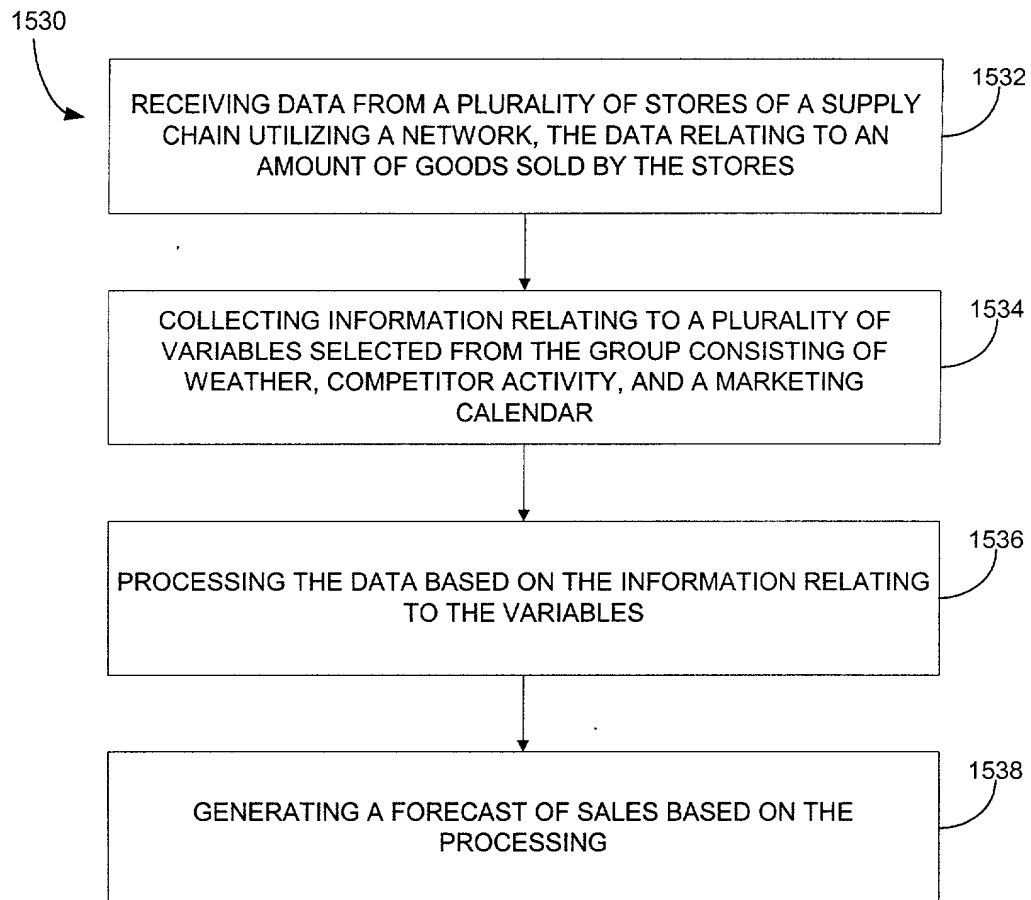 1530
1532
RECEIVING DATA FROM A PLURALITY OF STORES OF A SUPPLY
CHAIN UTILIZING A NETWORK, THE DATA RELATING TO AN
AMOUNT OF GOODS SOLD BY THE STORES
1534
COLLECTING INFORMATION RELATING TO A PLURALITY OF
VARIABLES SELECTED FROM THE GROUP CONSISTING OF
WEATHER, COMPETITOR ACTIVITY, AND A MARKETING
CALENDAR
1536
PROCESSING THE DATA BASED ON THE INFORMATION RELATING
TO THE VARIABLES
1538
GENERATING A FORECAST OF SALES BASED ON THE
PROCESSING